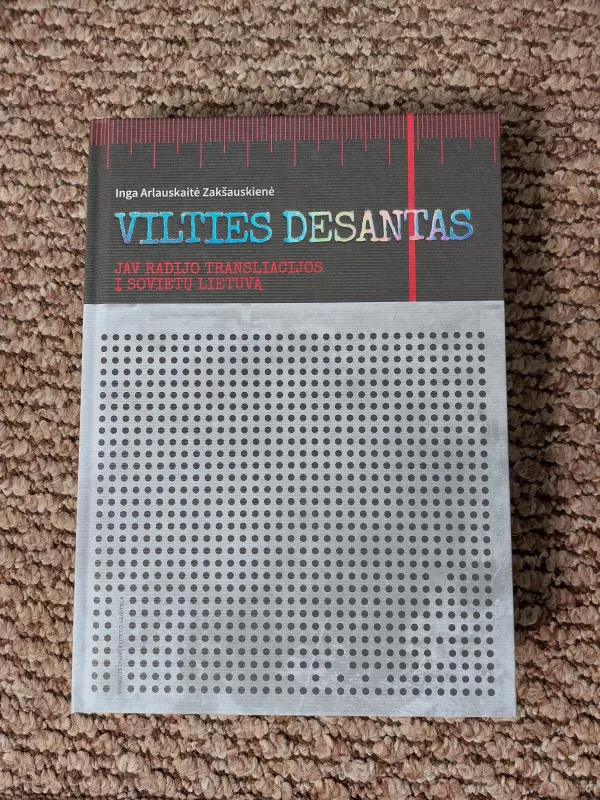 Inga Arlauskaitė Zakšauskienė
VILTIES DESANTAS
JAV RADIJO TRANSLIACIJOS
Į SOVIETŲ LIETUVĄ